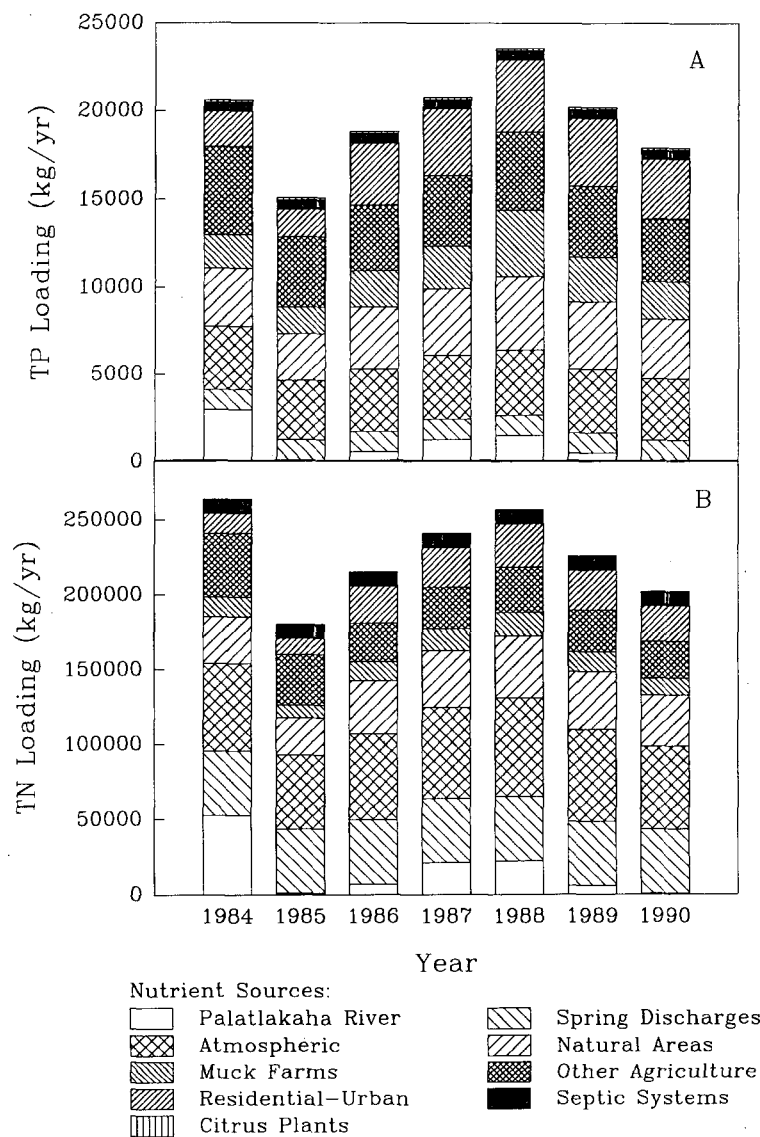 25000
A
20000
15000
10000
5000
0
TP Loading (kg/yr)
B
250000
200000
150000
100000
50000
0
TN Loading (kg/yr)
1984 1985 1986 1987 1988 1989 1990
Year
Nutrient Sources:
Palatlakaha River
Spring Discharges
Atmospheric
Natural Areas
Muck Farms
Other Agriculture
Residential-Urban
Septic Systems
Citrus Plants